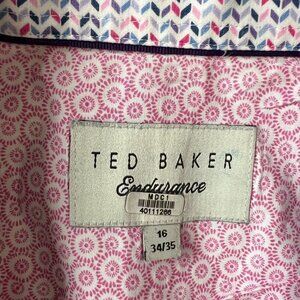 TED BAKER
Endurance
MDC1
40111266
16
34/35